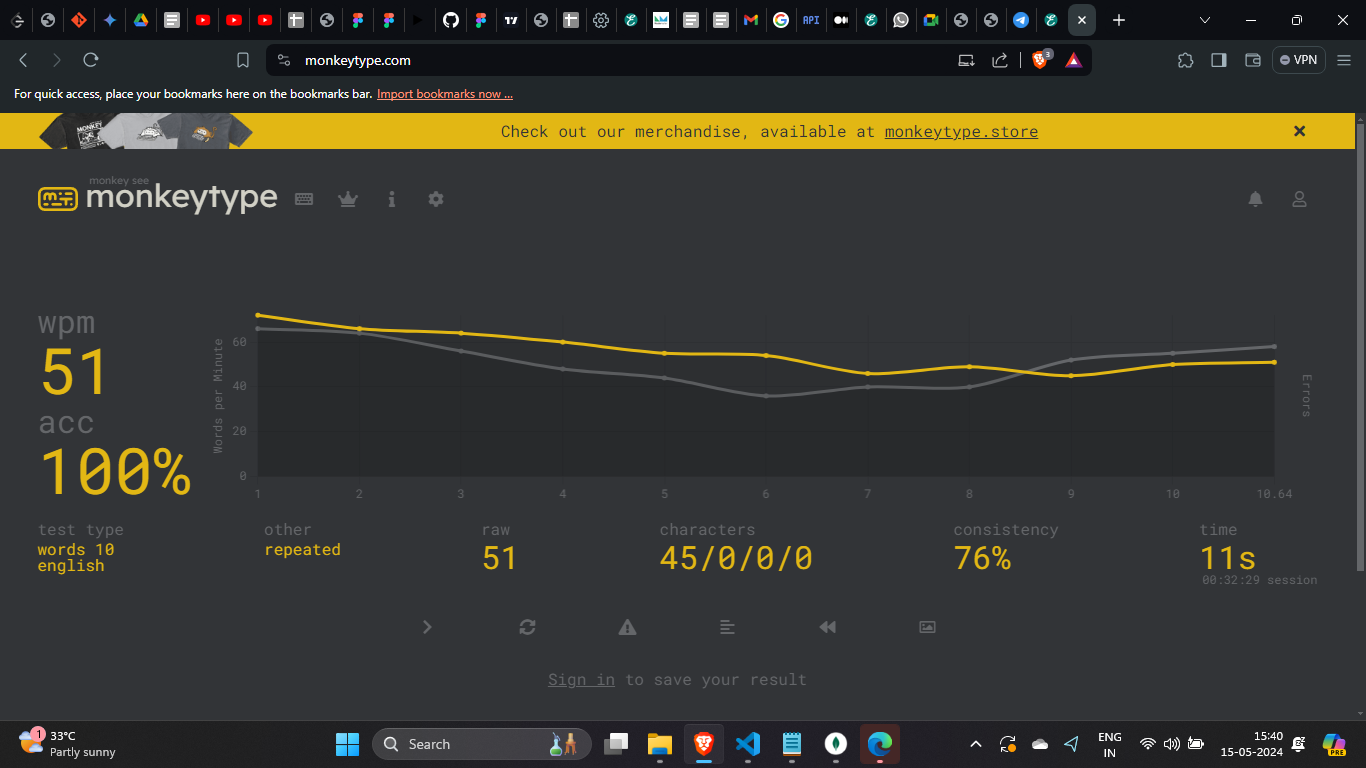 API
monkeytype.com
3
VPN
For quick access, place your bookmarks here on the bookmarks bar. Import bookmarks now ...
Check out our merchandise, available at monkeytype.store
monkey see
monkeytype
wpm
51
acc
100%
Words per Minute
60
40
20
0
1 2 3 4 5 6 7 8 9 10 10.64
Errors
test type
words 10
english
other
repeated
raw
51
characters
45/0/0/0
consistency
76%
time
11s
00:32:29 session
Sign in to save your result
1
33°C
Partly sunny
Search
ENG
IN
15:40
15-05-2024
PRE